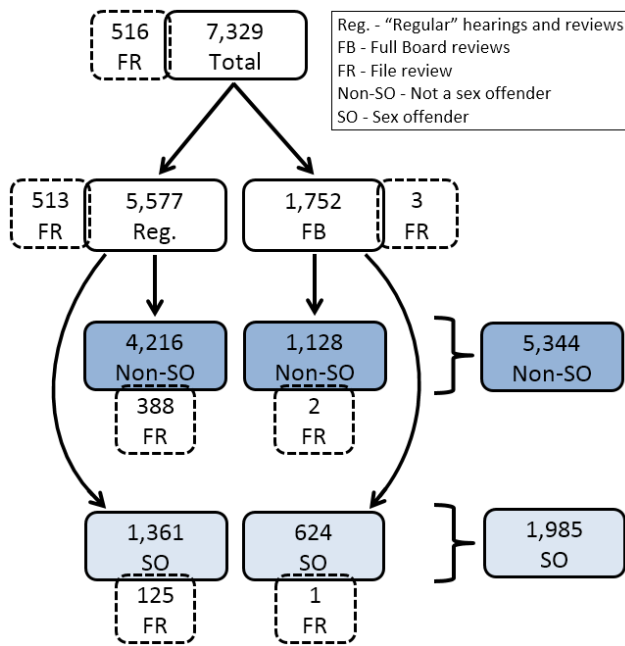 516
FR
7,329
Total
Reg. - “Regular” hearings and reviews
FB - Full Board reviews
FR - File review
Non-SO - Not a sex offender
SO - Sex offender
513
FR
5,577
Reg.
1,752
FB
3
FR
4,216
Non-SO
388
FR
1,128
Non-SO
2
FR
5,344
Non-SO
1,361
SO
125
FR
624
SO
1
FR
1,985
SO